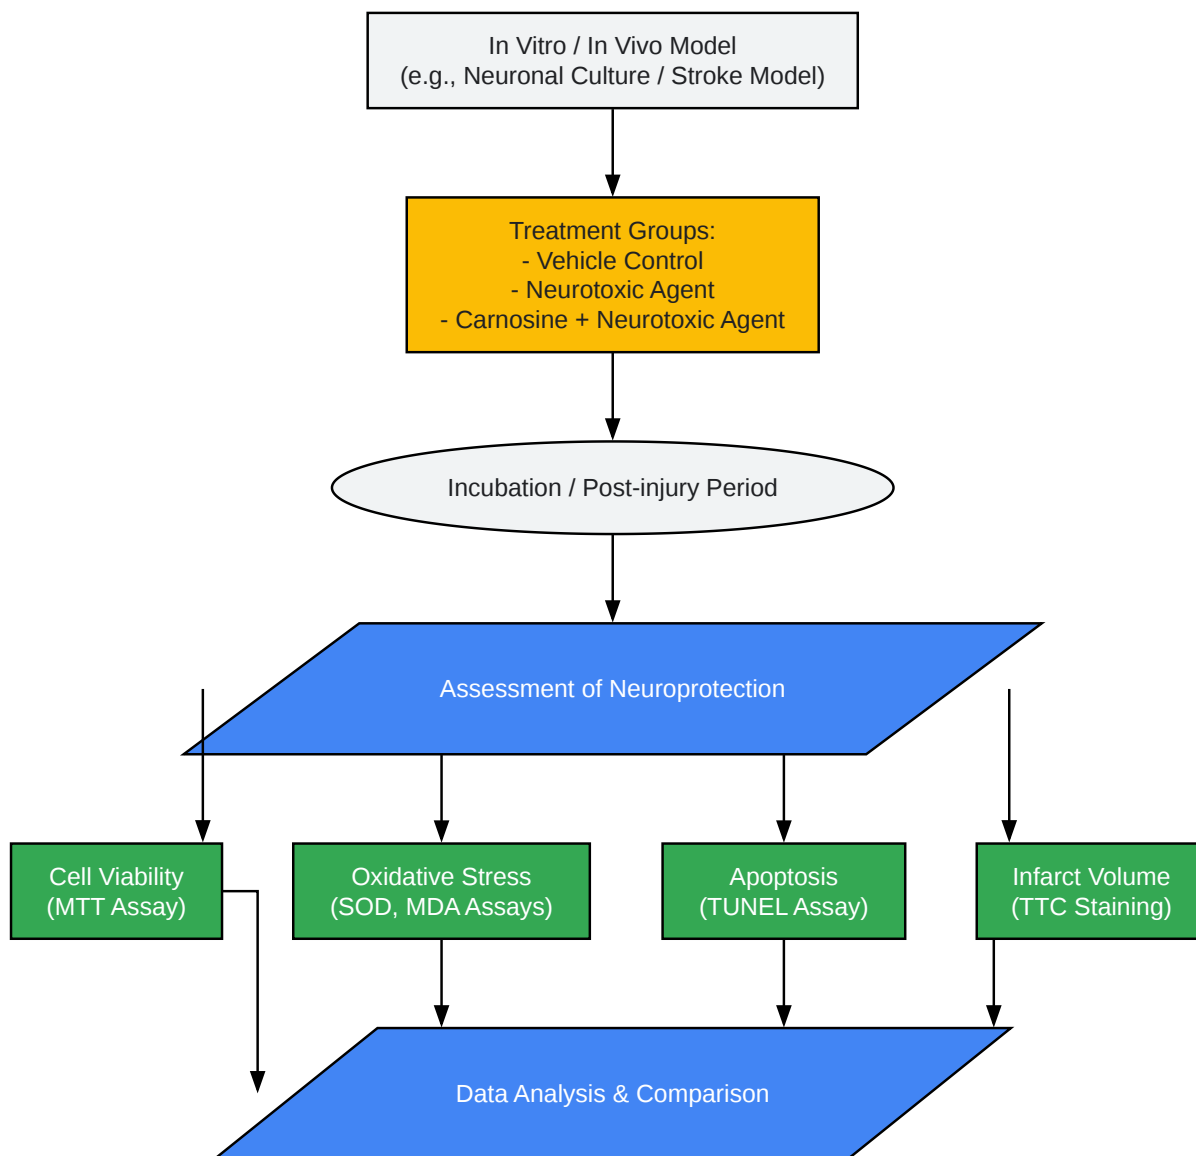 In Vitro / In Vivo Model
(e.g., Neuronal Culture / Stroke Model)
Treatment Groups:
- Vehicle Control
- Neurotoxic Agent
- Carnosine + Neurotoxic Agent
Incubation / Post-injury Period
Assessment of Neuroprotection
Cell Viability
(MTT Assay)
Oxidative Stress
(SOD, MDA Assays)
Apoptosis
(TUNEL Assay)
Infarct Volume
(TTC Staining)
Data Analysis & Comparison